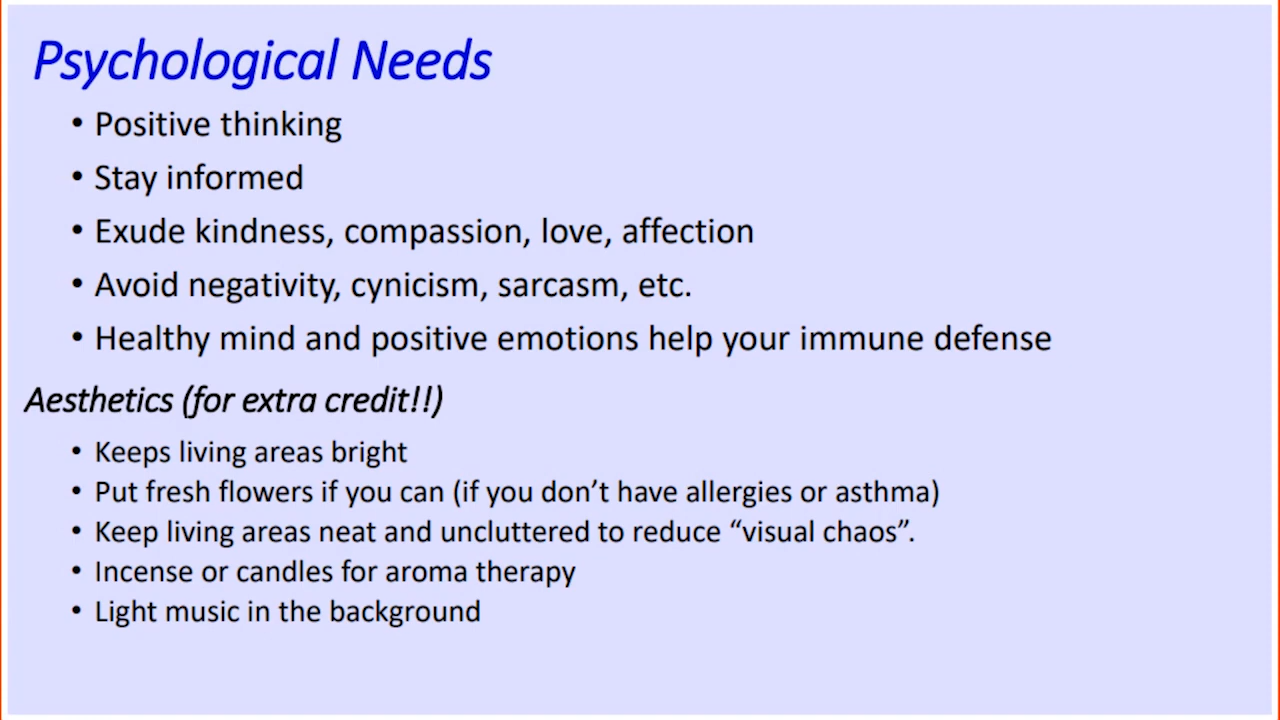 Psychological Needs
• Positive thinking
• Stay informed
• Exude kindness, compassion, love, affection
• Avoid negativity, cynicism, sarcasm, etc.
• Healthy mind and positive emotions help your immune defense
Aesthetics (for extra credit!!)
• Keeps living areas bright
• Put fresh flowers if you can (if you don’t have allergies or asthma)
• Keep living areas neat and uncluttered to reduce “visual chaos”.
• Incense or candles for aroma therapy
• Light music in the background